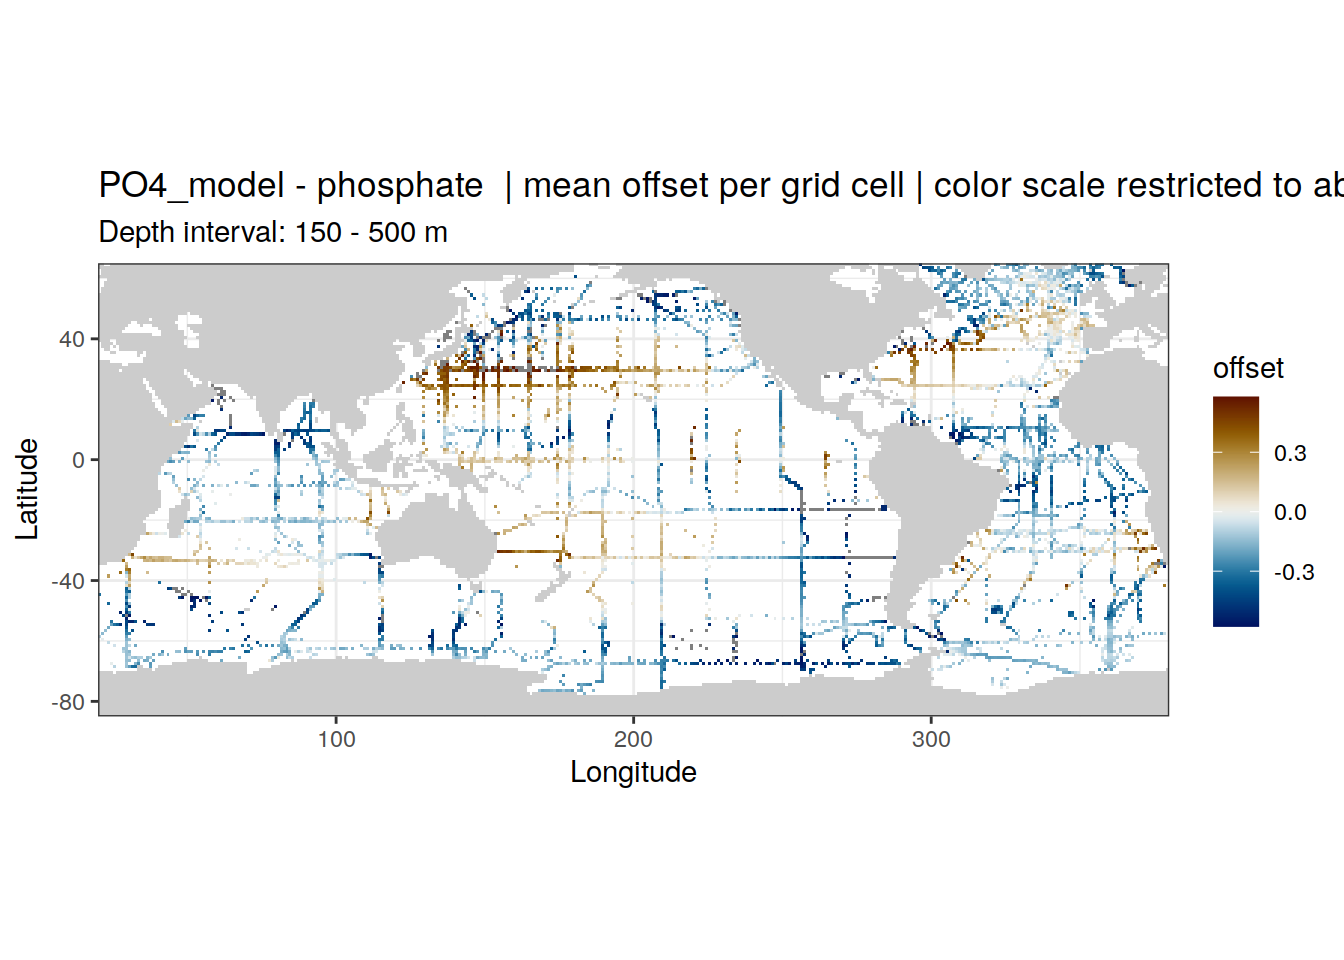 PO4_model - phosphate | mean offset per grid cell | color scale restricted to ab
Depth interval: 150 - 500 m
40
0
-40
-80
Latitude
100
200
300
Longitude
offset
0.3
0.0
-0.3